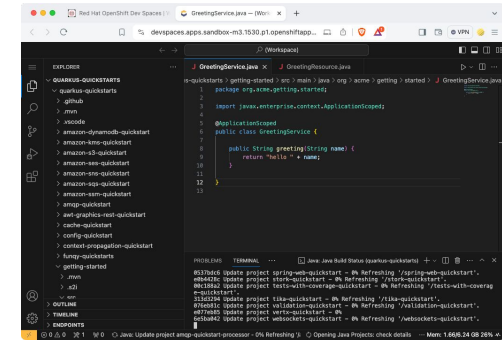 Red Hat OpenShift Dev Spaces
GreetingService.java — (Work
devspaces.apps.sandbox-m3.1530.p1.openshiftapp...
VPN
(Workspace)
EXPLORER
QUARKUS-QUICKSTARTS
quarkus-quickstarts
.github
.mvn
.vscode
amazon-dynamodb-quickstart
amazon-kms-quickstart
amazon-s3-quickstart
amazon-ses-quickstart
amazon-sns-quickstart
amazon-sqs-quickstart
amazon-ssm-quickstart
amqp-quickstart
awt-graphics-rest-quickstart
cache-quickstart
config-quickstart
context-propagation-quickstart
funqy-quickstarts
getting-started
.mvn
.s2i
src
OUTLINE
TIMELINE
ENDPOINTS
J GreetingService.java
J GreetingResource.java
s-quickstarts > getting-started > src > main > java > org > acme > getting > started > J GreetingService.java
1 package org.acme.getting.started;
2
3 import javax.enterprise.context.ApplicationScoped;
4
5 @ApplicationScoped
6 public class GreetingService {
7
8 public String greeting(String name) {
9 return "hello " + name;
10 }
11
12 }
13
PROBLEMS TERMINAL ... Java: Java Build Status (quarkus-quickstarts)
0537bdc6 Update project spring-web-quickstart – 0% Refreshing '/spring-web-quickstart'.
e0b4428c Update project stork-quickstart – 0% Refreshing '/stork-quickstart'.
00c188a2 Update project tests-with-coverage-quickstart – 0% Refreshing '/tests-with-coverag
e-quickstart'.
313d3294 Update project tika-quickstart – 0% Refreshing '/tika-quickstart'.
076eb81c Update project validation-quickstart – 0% Refreshing '/validation-quickstart'.
e077eb85 Update project vertx-quickstart – 0%
6e5ba042 Update project websockets-quickstart – 0% Refreshing '/websockets-quickstart'.
0 0 1 0 Java: Update project amqp-quickstart-processor - 0% Refreshing '/ Opening Java Projects: check details Mem: 1.66/6.24 GB 26%